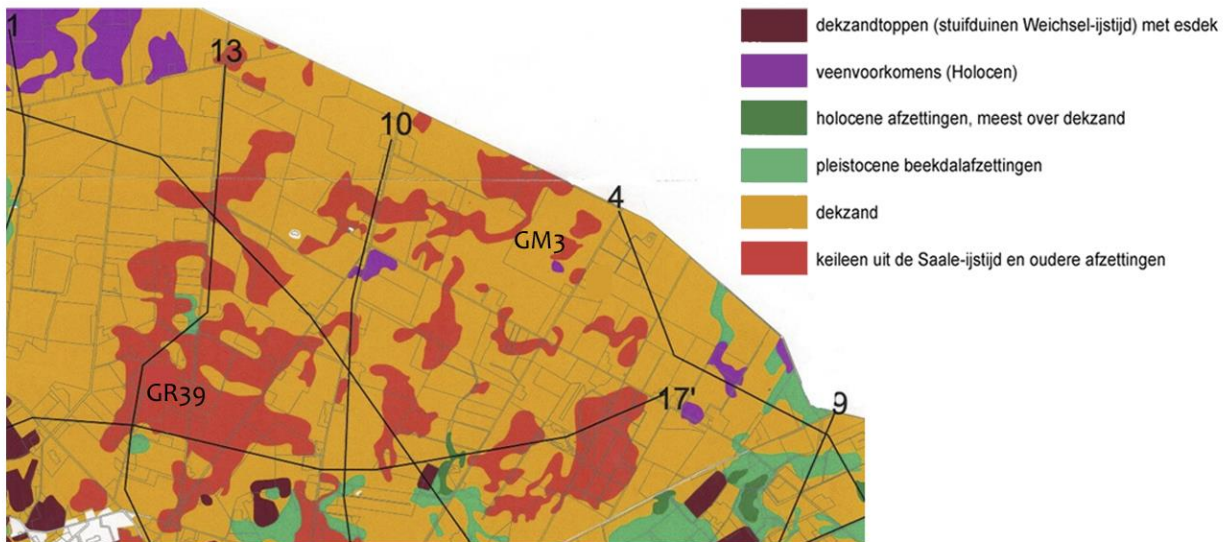 1
13
10
4
GM3
GR39
17'
9
dekzandtoppen (stuifduinen Weichsel-ijstijd) met esdek
veenvoorkomens (Holocen)
holocene afzettingen, meest over dekzand
pleistocene beekdalafzettingen
dekzand
keileen uit de Saale-ijstijd en oudere afzettingen